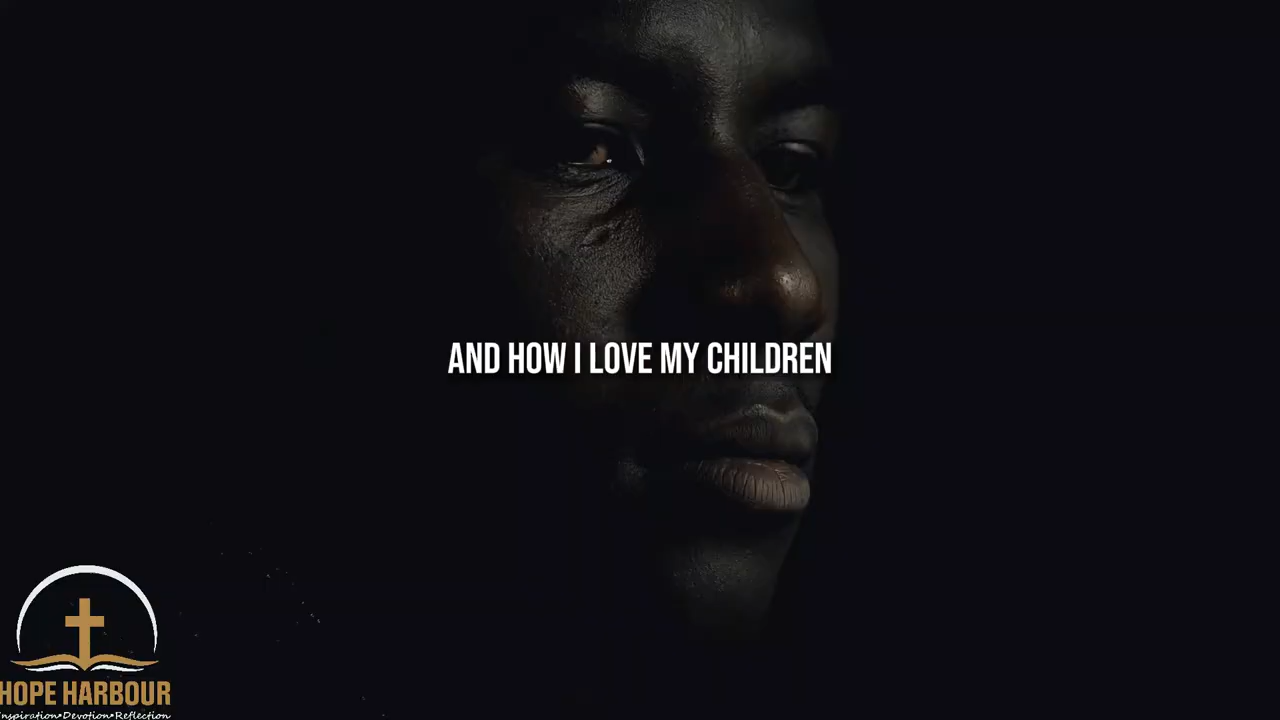 AND HOW I LOVE MY CHILDREN
HOPE HARBOUR
Inspiration•Devotion•Reflection